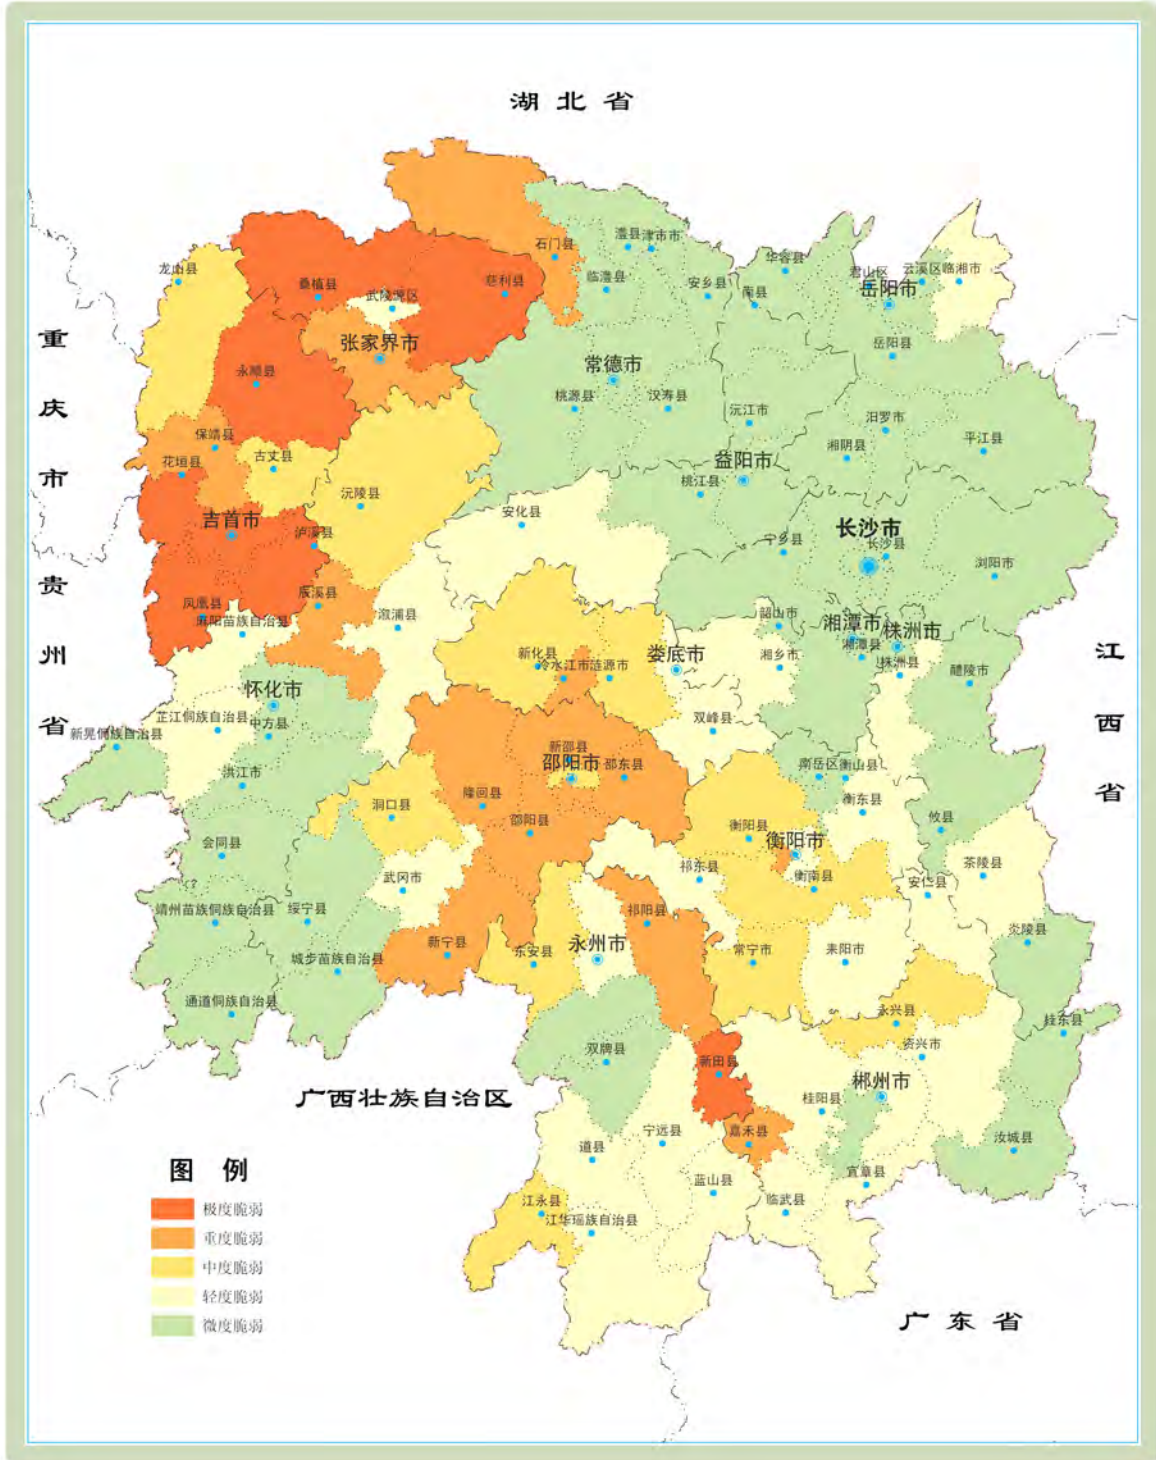 湖北省
重庆市
贵州省
江西省
广东省
广西壮族自治区
龙山县
桑植县
武陵源区
慈利县
石门县
澧县
津市市
临澧县
安乡县
南县
华容县
君山区
云溪区
临湘市
岳阳市
岳阳县
张家界市
永顺县
常德市
桃源县
汉寿县
沅江市
汨罗市
湘阴县
平江县
保靖县
花垣县
古丈县
沅陵县
益阳市
桃江县
安化县
吉首市
泸溪县
长沙市
长沙县
宁乡县
浏阳市
凤凰县
辰溪县
麻阳苗族自治县
溆浦县
韶山市
湘潭市
湘潭县
株洲市
株洲县
醴陵市
新化县
冷水江市
涟源市
娄底市
湘乡市
双峰县
怀化市
芷江侗族自治县
中方县
新晃侗族自治县
洪江市
新邵县
邵阳市
邵东县
隆回县
邵阳县
洞口县
南岳区
衡山县
衡东县
攸县
衡阳县
衡阳市
衡南县
祁东县
安仁县
茶陵县
会同县
武冈市
靖州苗族侗族自治县
绥宁县
祁阳县
炎陵县
新宁县
东安县
永州市
常宁市
耒阳市
城步苗族自治县
通道侗族自治县
永兴县
资兴市
桂东县
双牌县
新田县
郴州市
桂阳县
嘉禾县
宁远县
道县
汝城县
宜章县
蓝山县
临武县
江永县
江华瑶族自治县
图例
极度脆弱
重度脆弱
中度脆弱
轻度脆弱
微度脆弱